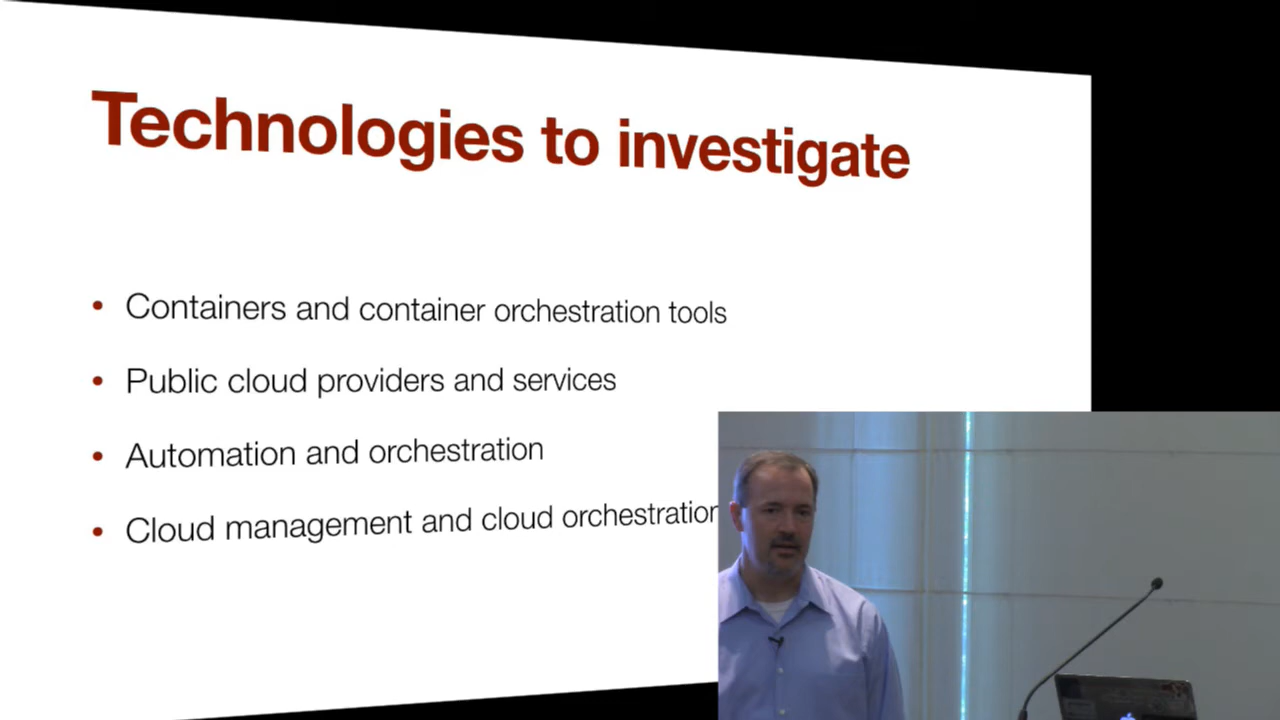 Technologies to investigate
• Containers and container orchestration tools
• Public cloud providers and services
• Automation and orchestration
• Cloud management and cloud orchestration